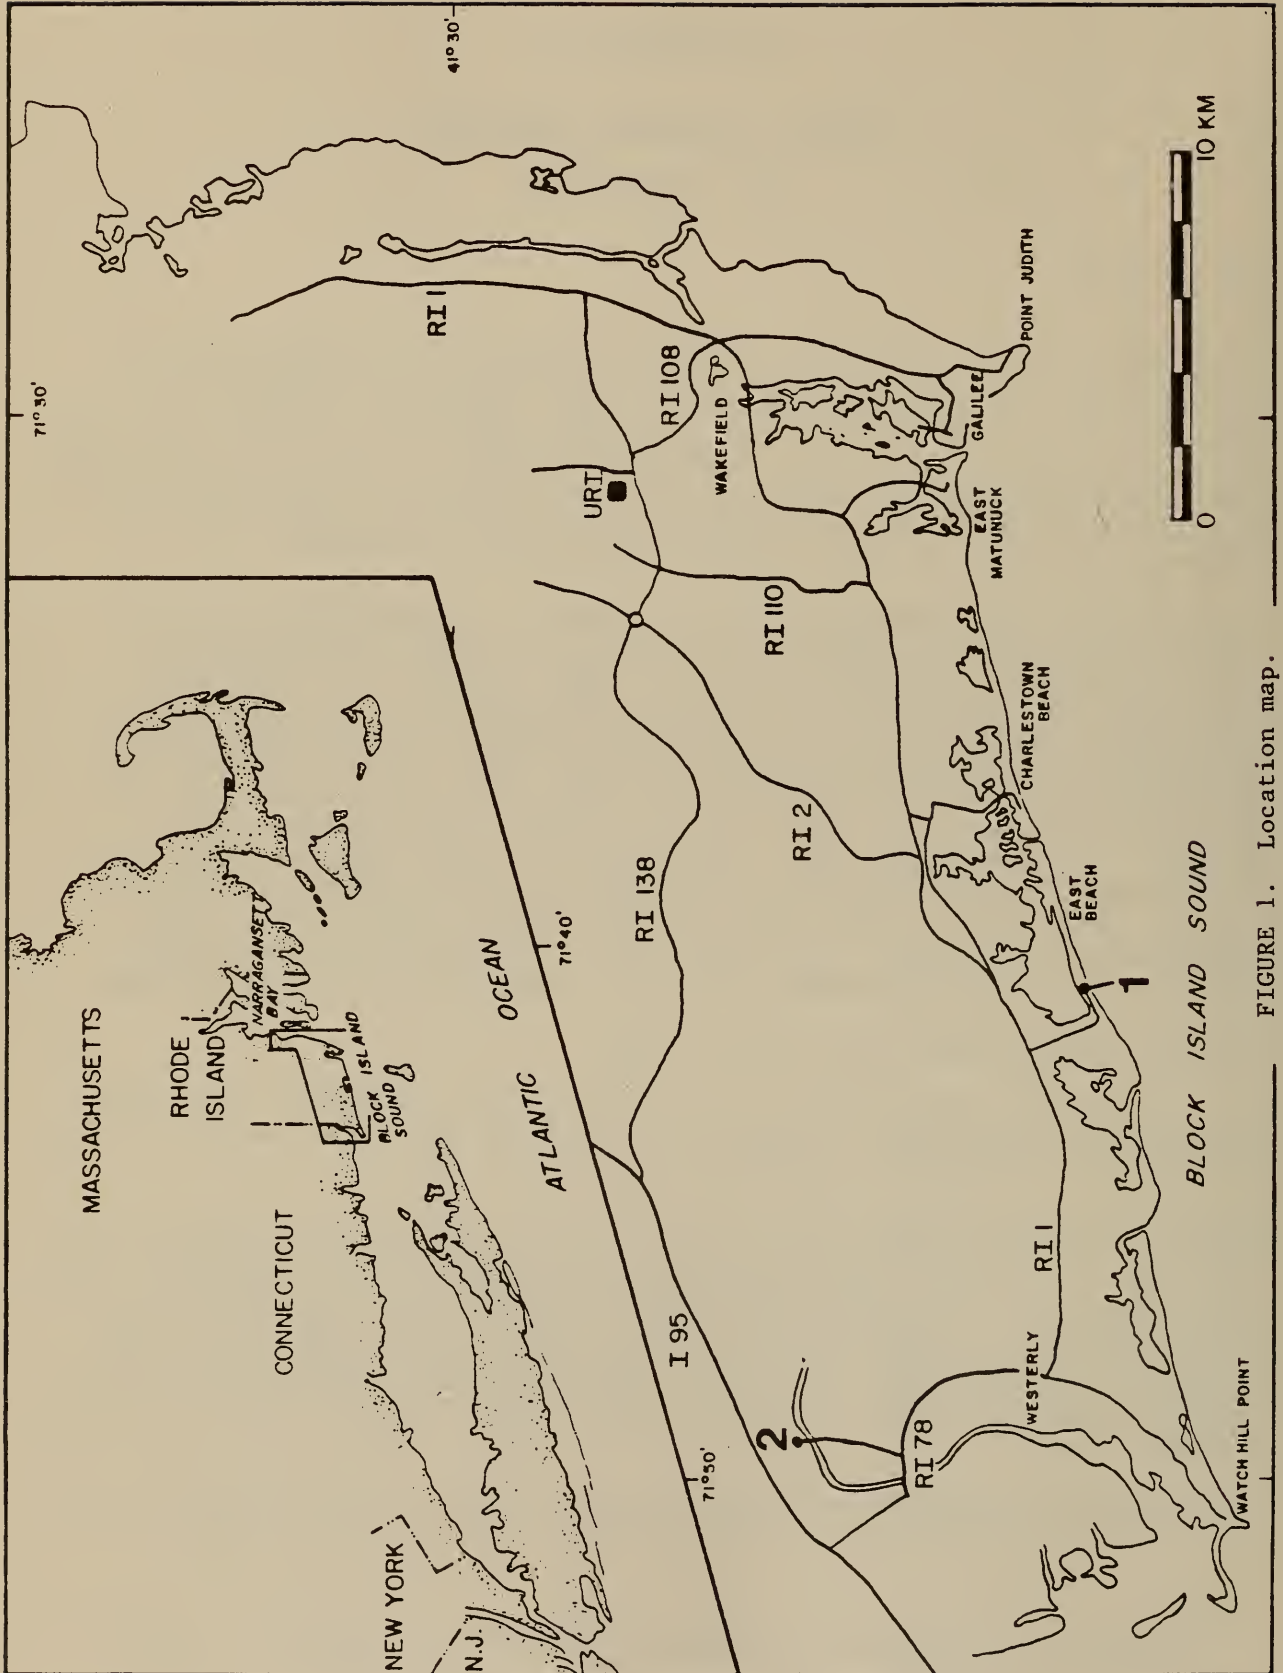 MASSACHUSETTS
RHODE
ISLAND
NARRAGANSETT
BAY
CONNECTICUT
BLOCK ISLAND
SOUND
NEW YORK
N.J.
ATLANTIC OCEAN
71°30'
41°30'
71°40'
71°50'
RI 1
RI 108
URI
WAKEFIELD
RI 138
RI 110
RI 2
I 95
2
RI 78
WESTERLY
RI 1
POINT JUDITH
GALILEE
EAST
MATUNUCK
CHARLESTOWN
BEACH
EAST
BEACH
1
WATCH HILL POINT
BLOCK ISLAND SOUND
0 10 KM
FIGURE 1. Location map.